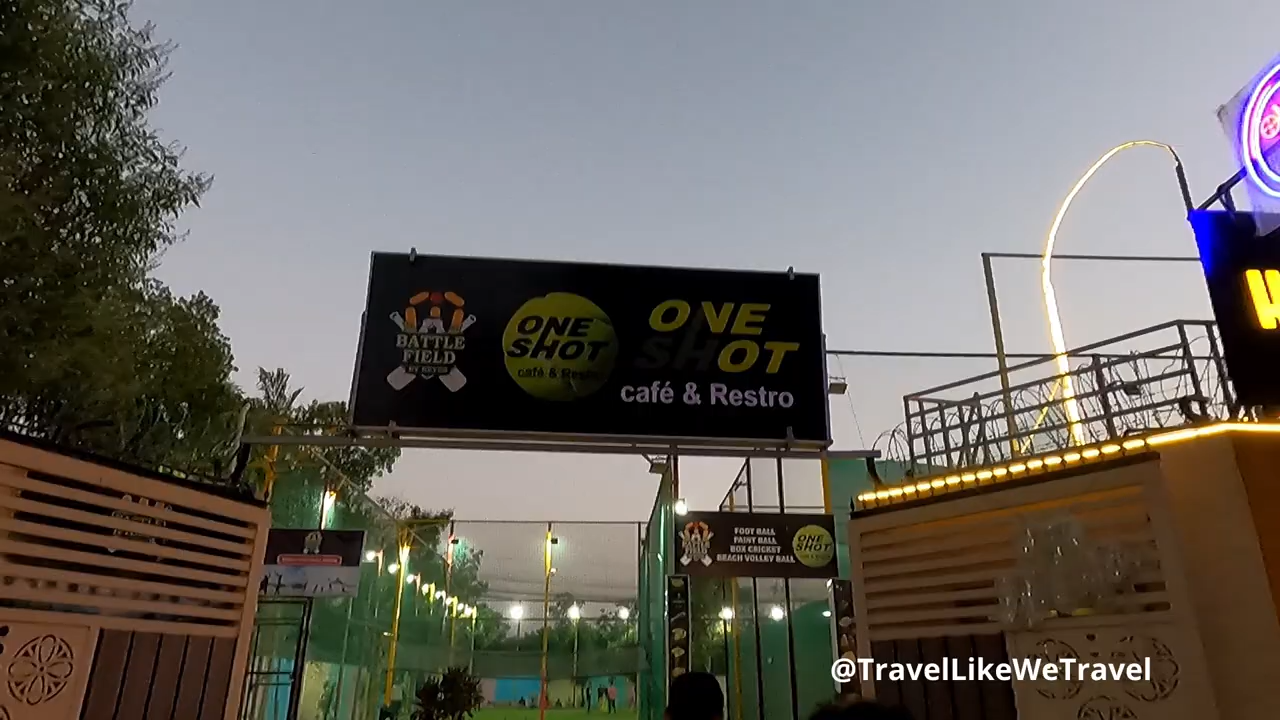 BATTLE
FIELD
ONE
SHOT
café & Restro
ONE
SHOT
café & Restro
FOOT BALL
PAINT BALL
BOX CRICKET
BEACH VOLLEY BALL
ONE
SHOT
@TravelLikeWeTravel